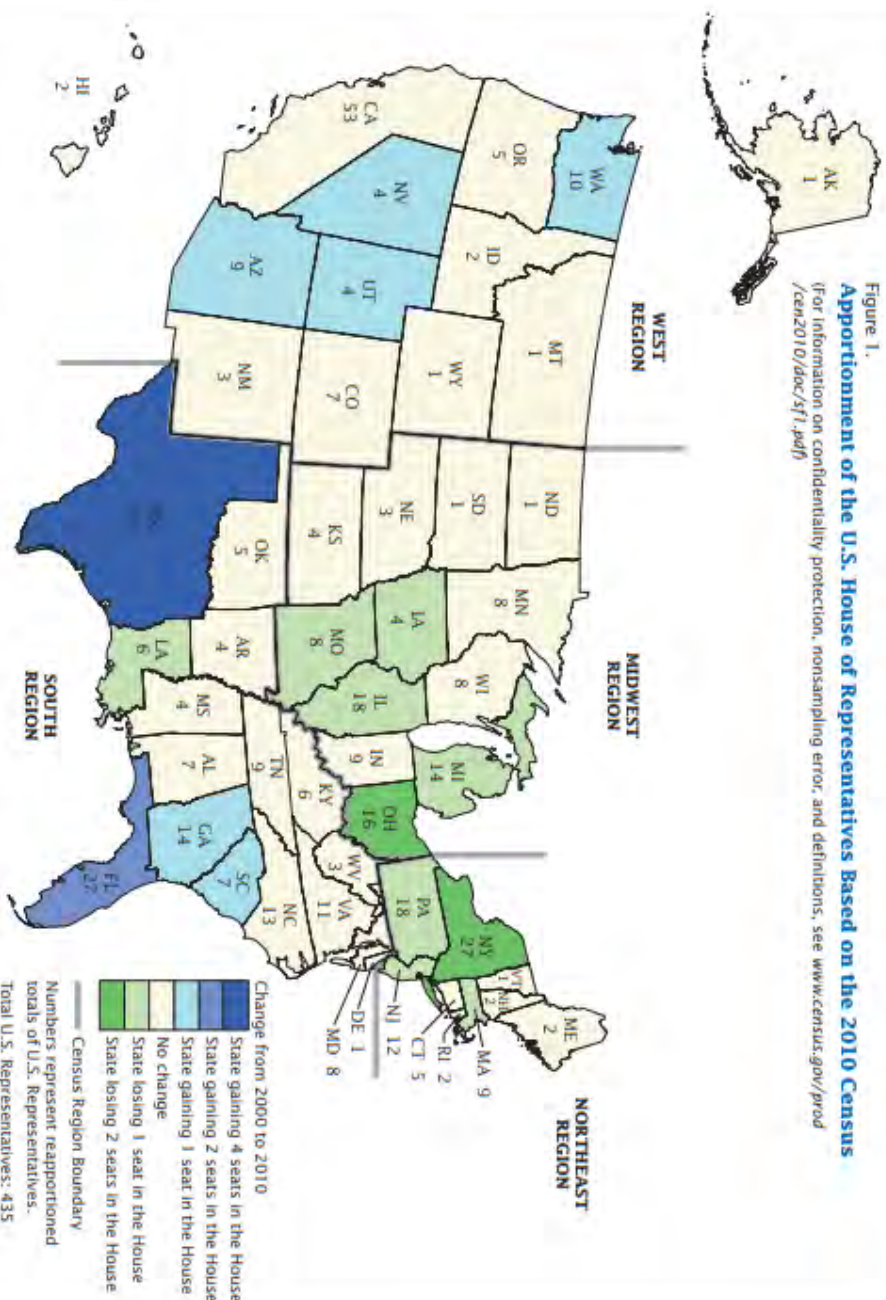 Figure 1.
Apportionment of the U.S. House of Representatives Based on the 2010 Census
(For information on confidentiality protection, nonsampling error, and definitions, see www.census.gov/prod
/cen2010/doc/sf1.pdf)
AK
1
WEST
REGION
MIDWEST
REGION
NORTHEAST
REGION
SOUTH
REGION
WA
10
OR
5
CA
53
NV
4
ID
2
MT
1
WY
1
UT
4
AZ
9
CO
7
NM
3
HI
2
ND
1
SD
1
NE
3
KS
4
OK
5
MN
8
IA
4
MO
8
AR
4
LA
6
WI
8
IL
18
MI
14
IN
9
OH
16
KY
6
TN
9
MS
4
AL
7
GA
14
FL
27
SC
7
NC
13
VA
11
WV
3
PA
18
NY
27
VT
1
NH
2
ME
2
MA 9
RI 2
CT 5
NJ 12
DE 1
MD 8
Change from 2000 to 2010
State gaining 4 seats in the House
State gaining 2 seats in the House
State gaining 1 seat in the House
No change
State losing 1 seat in the House
State losing 2 seats in the House
Census Region Boundary
Numbers represent reapportioned
totals of U.S. Representatives.
Total U.S. Representatives: 435